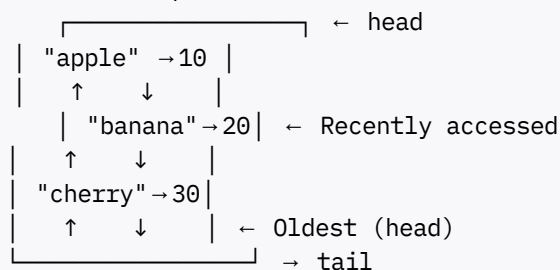 ┌─────────────────┐ ← head
│ "apple" →10 │
│ ↑ ↓ │
│ "banana"→20│ ← Recently accessed
│ ↑ ↓ │
│ "cherry"→30│
│ ↑ ↓ │ ← Oldest (head)
└─────────────────┘ → tail